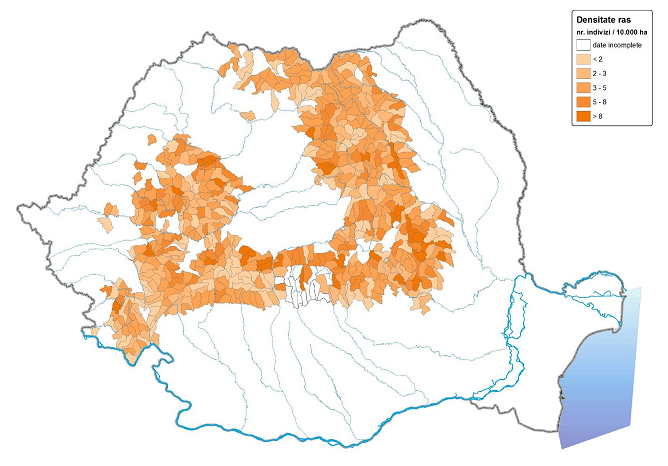 Densitate ras
nr. indivizi / 10.000 ha
date incomplete
< 2
2 - 3
3 - 5
5 - 8
> 8